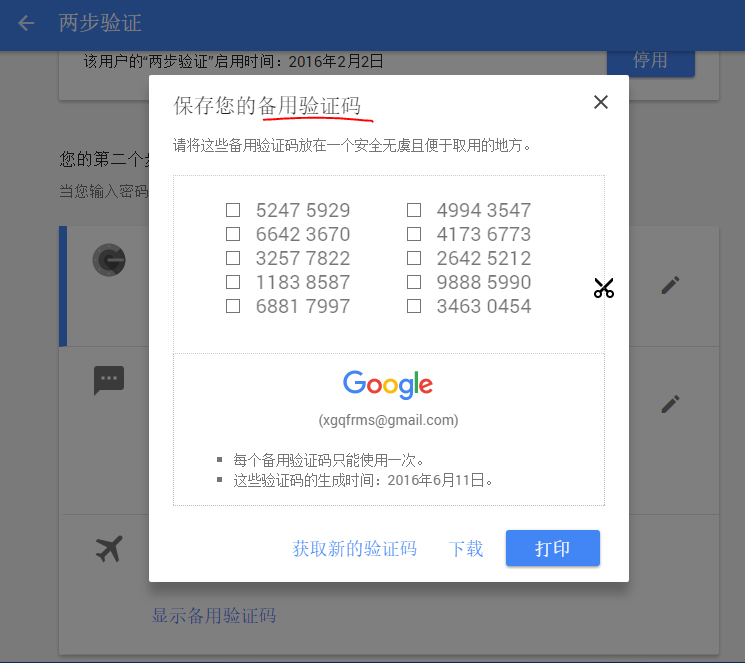 两步验证
该用户的“两步验证”启用时间：2016年2月2日
停用
您的第二个步
当您输入密码
保存您的备用验证码
请将这些备用验证码放在一个安全无虞且便于取用的地方。
5247 5929 4994 3547
6642 3670 4173 6773
3257 7822 2642 5212
1183 8587 9888 5990
6881 7997 3463 0454
Google
(xgqfrms@gmail.com)
每个备用验证码只能使用一次。
这些验证码的生成时间：2016年6月11日。
获取新的验证码 下载 打印
显示备用验证码